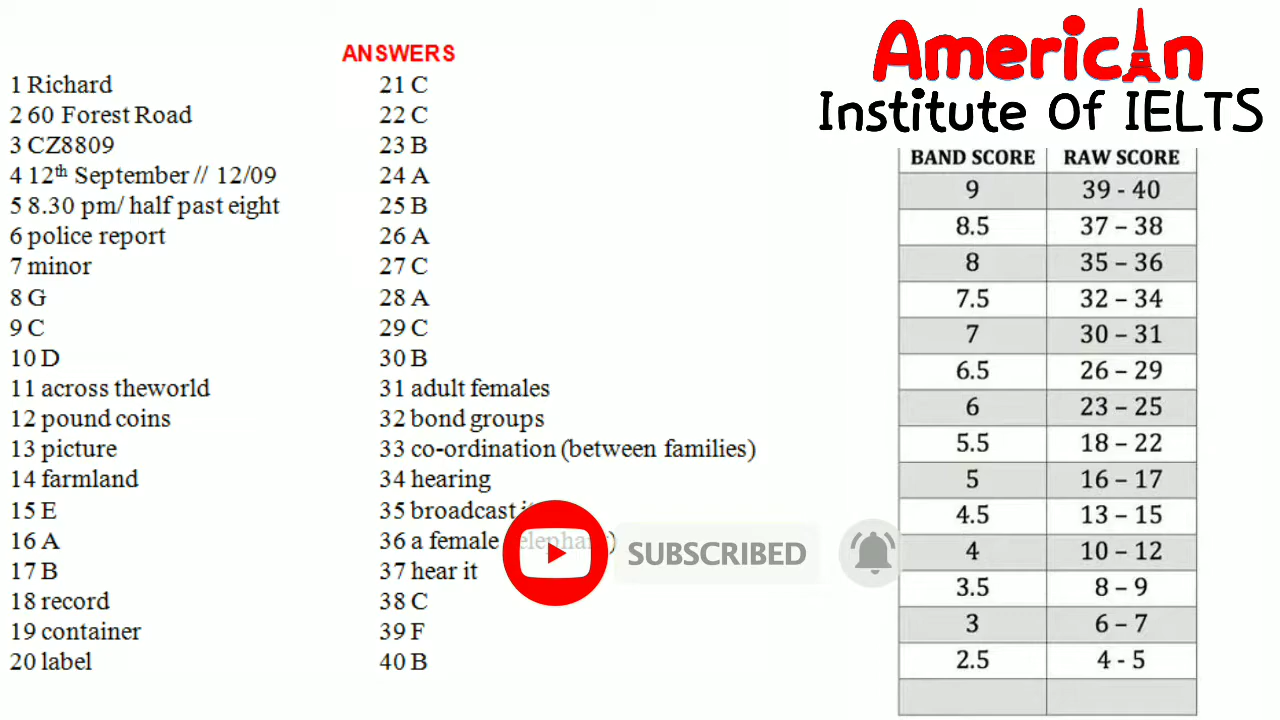 ANSWERS
1 Richard
2 60 Forest Road
3 CZ8809
4 12th September // 12/09
5 8.30 pm/ half past eight
6 police report
7 minor
8 G
9 C
10 D
11 across theworld
12 pound coins
13 picture
14 farmland
15 E
16 A
17 B
18 record
19 container
20 label
21 C
22 C
23 B
24 A
25 B
26 A
27 C
28 A
29 C
30 B
31 adult females
32 bond groups
33 co-ordination (between families)
34 hearing
35 broadcast
36 a female (elephant)
37 hear it
38 C
39 F
40 B
SUBSCRIBED
American
Institute Of IELTS
BAND SCORE RAW SCORE
9 39 - 40
8.5 37 – 38
8 35 – 36
7.5 32 – 34
7 30 – 31
6.5 26 – 29
6 23 – 25
5.5 18 – 22
5 16 – 17
4.5 13 – 15
4 10 – 12
3.5 8 – 9
3 6 – 7
2.5 4 - 5